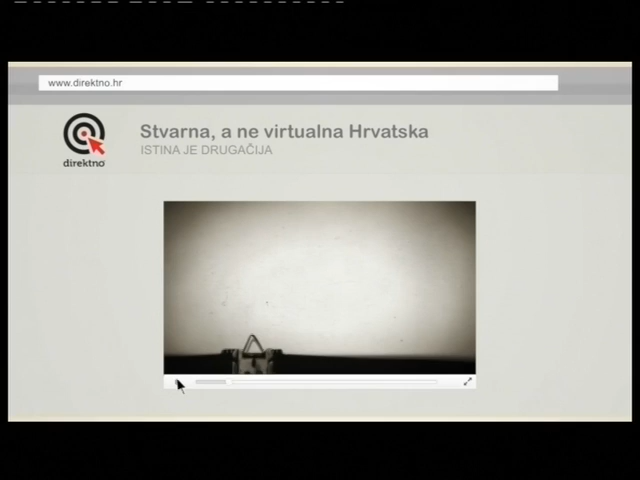 www.direktno.hr
Stvarna, a ne virtualna Hrvatska
ISTINA JE DRUGAČIJA
direktno